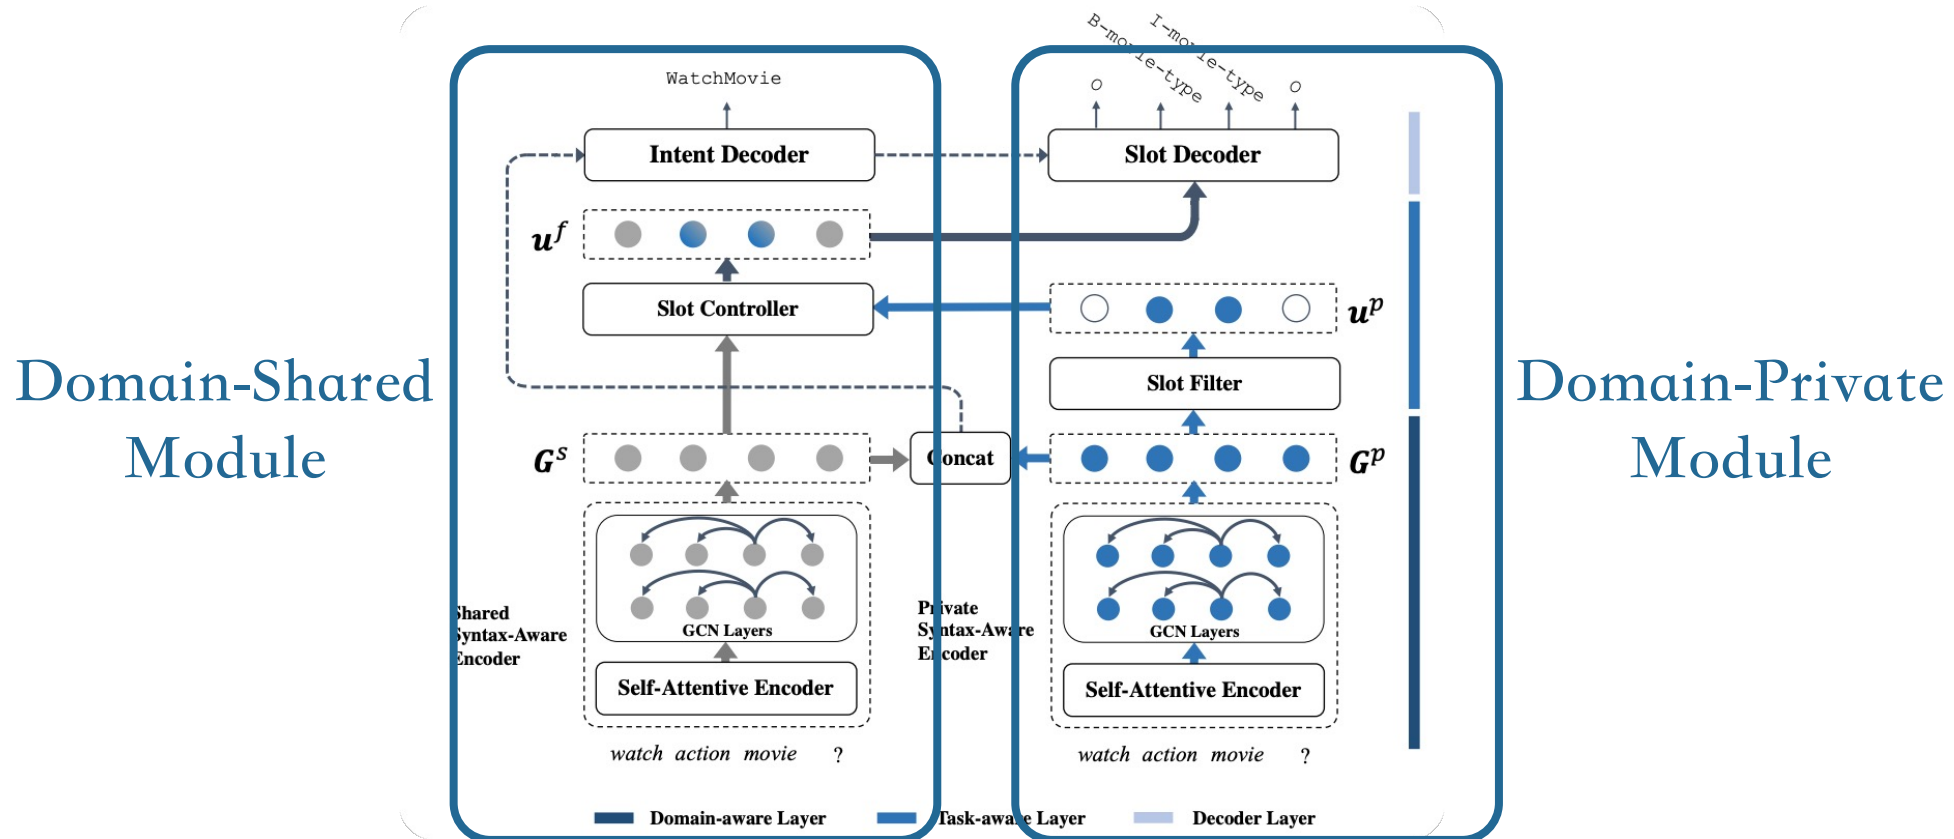 Domain-Shared
Module
Domain-Private
Module
WatchMovie
O
B-movie-type
I-movie-type
O
Intent Decoder
Slot Decoder
u^f
Slot Controller
u^p
Slot Filter
G^s
Concat
G^p
Shared
Syntax-Aware
Encoder
GCN Layers
Self-Attentive Encoder
watch action movie ?
Private
Syntax-Aware
Encoder
GCN Layers
Self-Attentive Encoder
watch action movie ?
Domain-aware Layer
Task-aware Layer
Decoder Layer